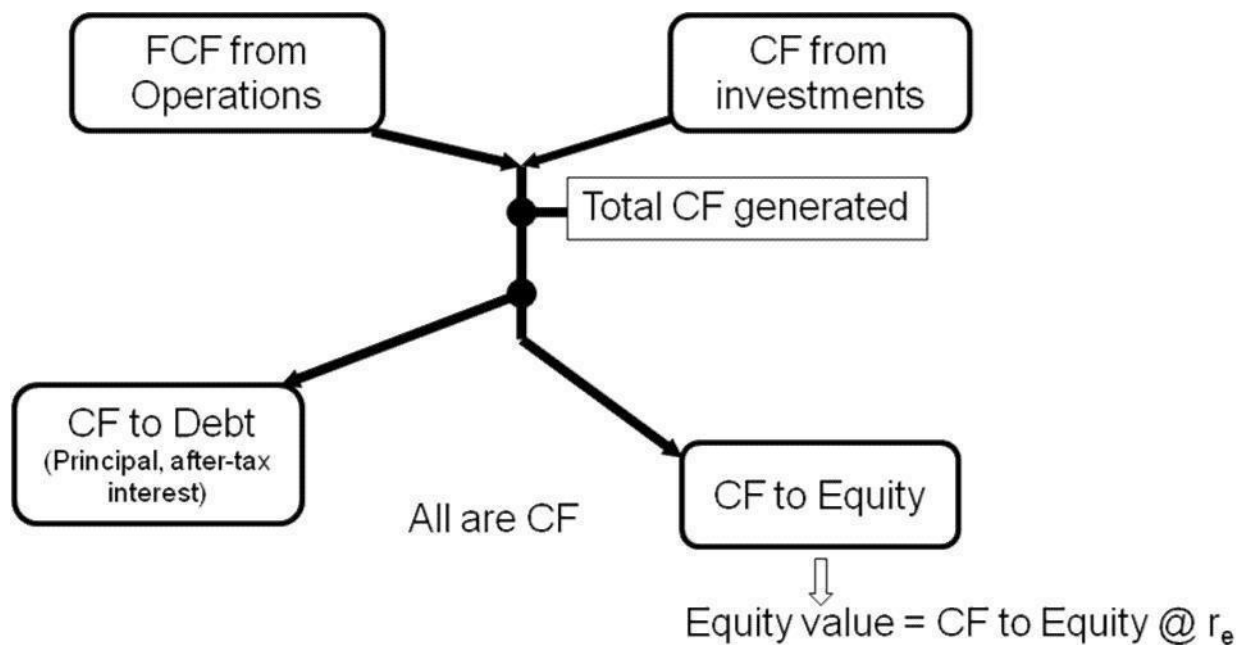 FCF from
Operations
CF from
investments
Total CF generated
CF to Debt
(Principal, after-tax
interest)
All are CF
CF to Equity
Equity value = CF to Equity @ rₑ